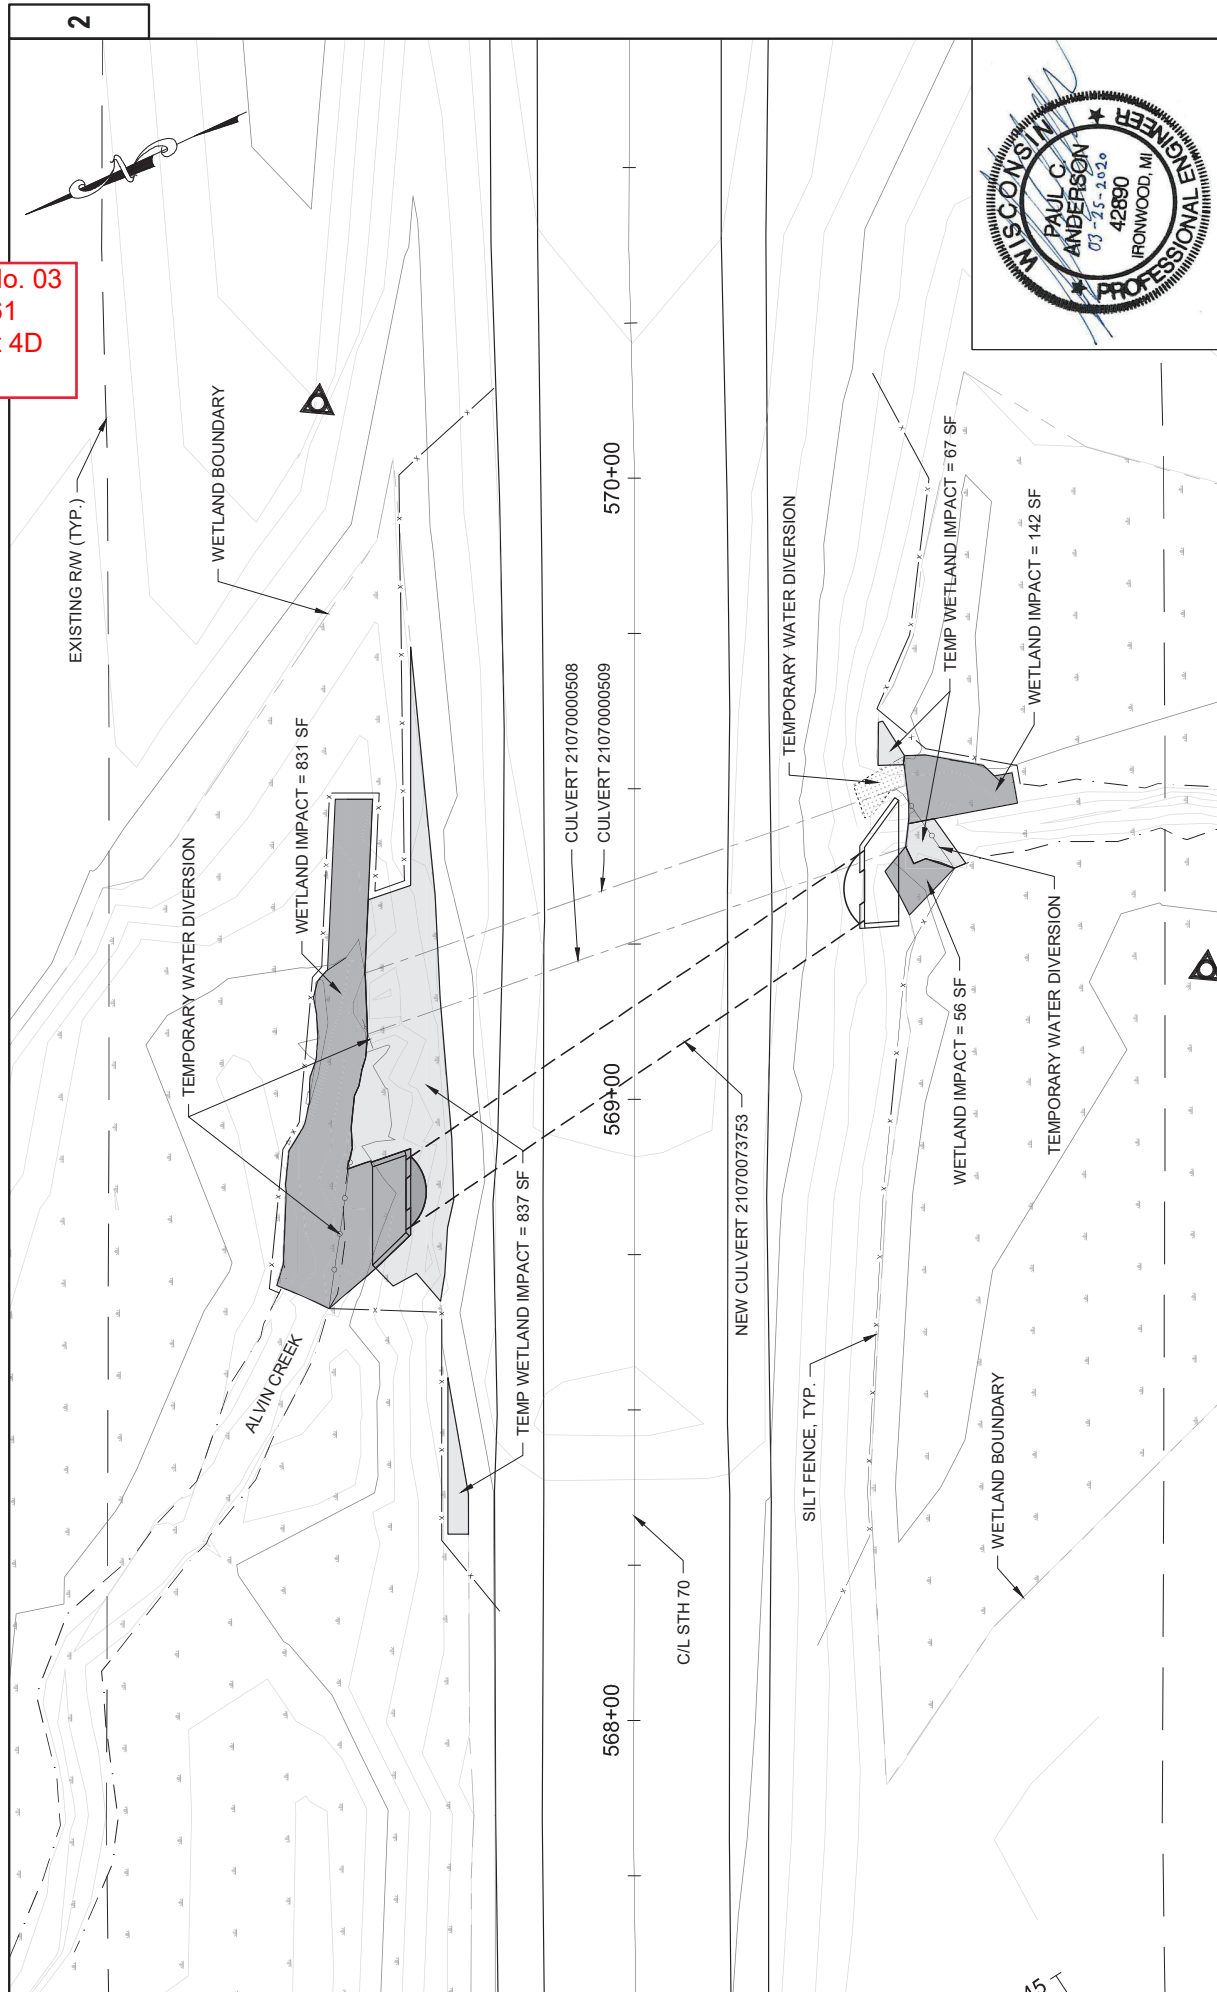 2
No. 03
61
4D
EXISTING R/W (TYP.)
WETLAND BOUNDARY
WISCONSIN
PAUL C.
ANDERSON
03-25-2020
42890
IRONWOOD, MI
PROFESSIONAL ENGINEER
TEMPORARY WATER DIVERSION
WETLAND IMPACT = 831 SF
CULVERT 21070000508
CULVERT 21070000509
570+00
TEMPORARY WATER DIVERSION
TEMP WETLAND IMPACT = 67 SF
WETLAND IMPACT = 142 SF
ALVIN CREEK
TEMP WETLAND IMPACT = 837 SF
569+00
NEW CULVERT 21070073753
WETLAND IMPACT = 56 SF
TEMPORARY WATER DIVERSION
SILT FENCE, TYP.
WETLAND BOUNDARY
C/L STH 70
568+00
45